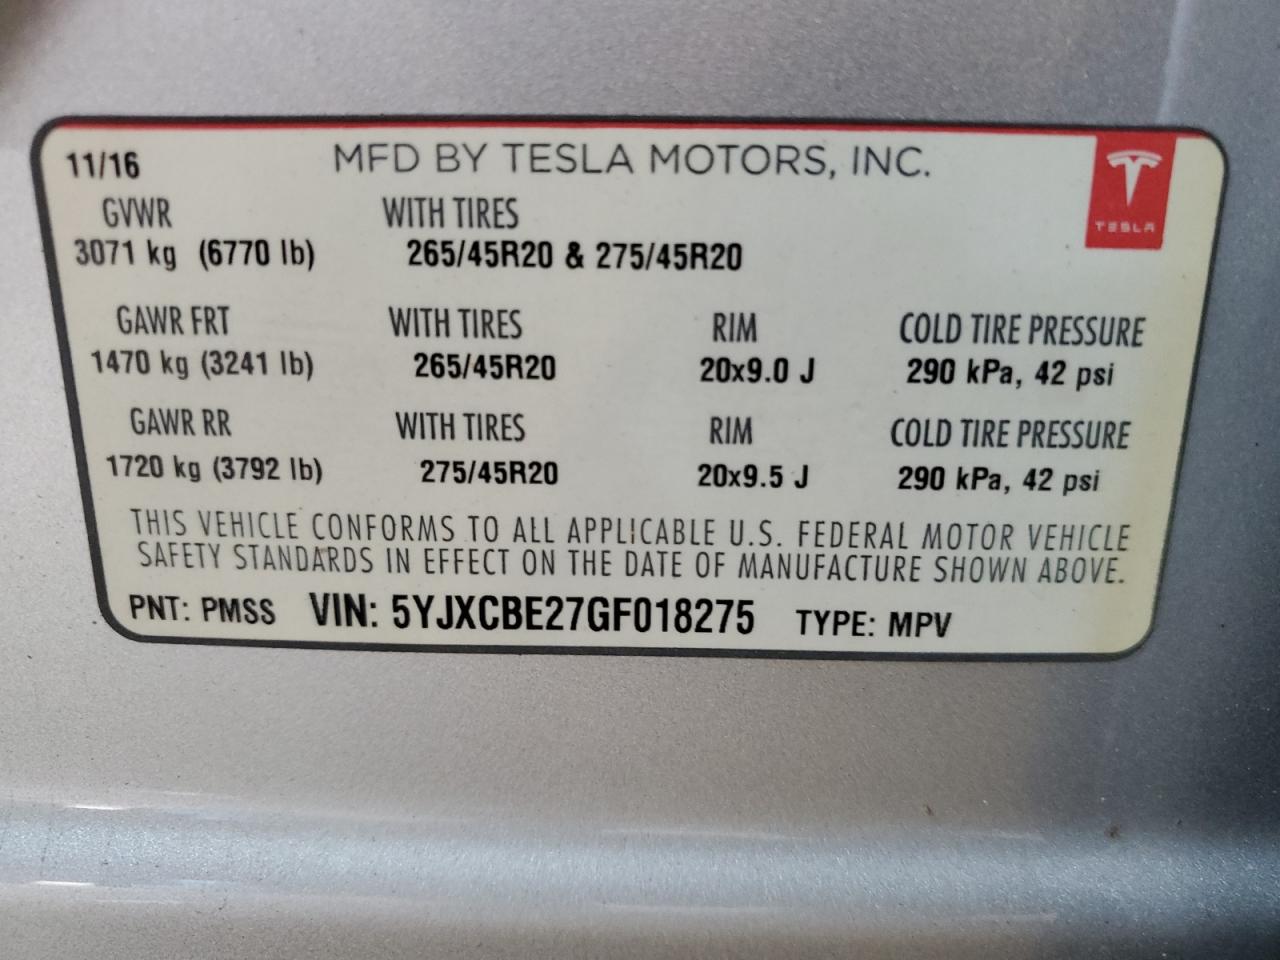 11/16 MFD BY TESLA MOTORS, INC.
TESLA
GVWR WITH TIRES
3071 kg (6770 lb) 265/45R20 & 275/45R20
GAWR FRT WITH TIRES RIM COLD TIRE PRESSURE
1470 kg (3241 lb) 265/45R20 20x9.0 J 290 kPa, 42 psi
GAWR RR WITH TIRES RIM COLD TIRE PRESSURE
1720 kg (3792 lb) 275/45R20 20x9.5 J 290 kPa, 42 psi
THIS VEHICLE CONFORMS TO ALL APPLICABLE U.S. FEDERAL MOTOR VEHICLE
SAFETY STANDARDS IN EFFECT ON THE DATE OF MANUFACTURE SHOWN ABOVE.
PNT: PMSS VIN: 5YJXCBE27GF018275 TYPE: MPV